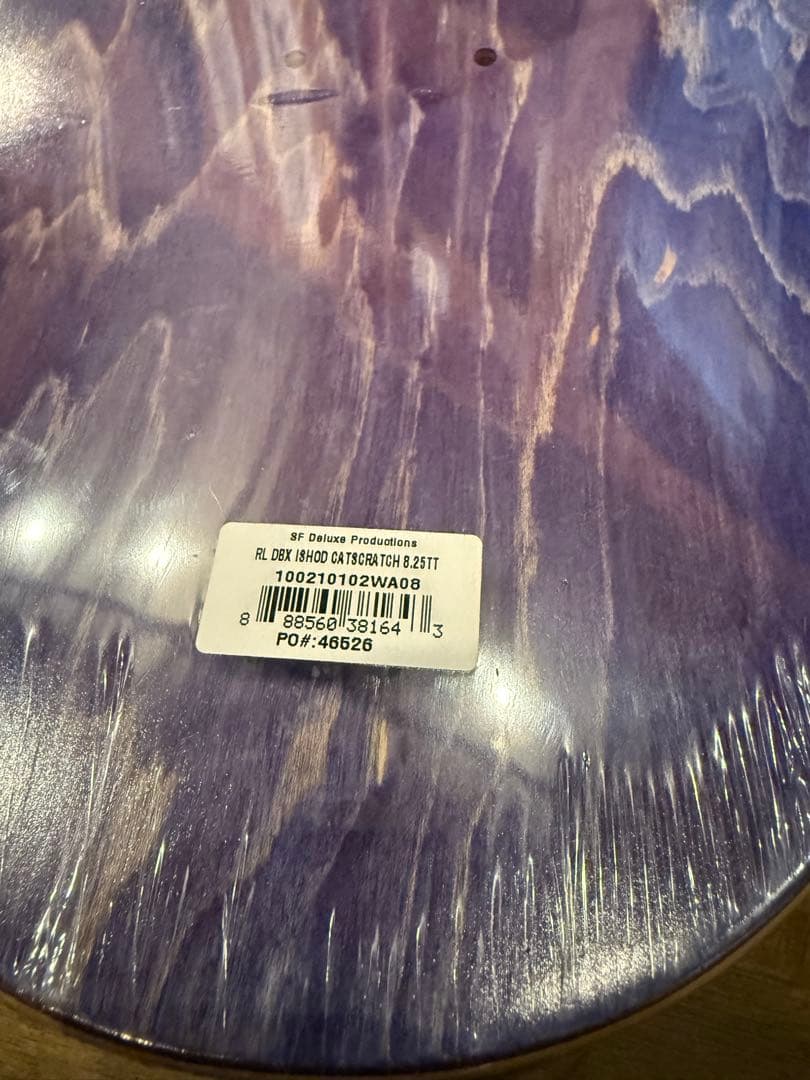 SF Deluxe Productions
RL DBX ISHOD CATSCRATCH 8.25TT
100210102WA08
8 88560 38164 3
PO#:46526